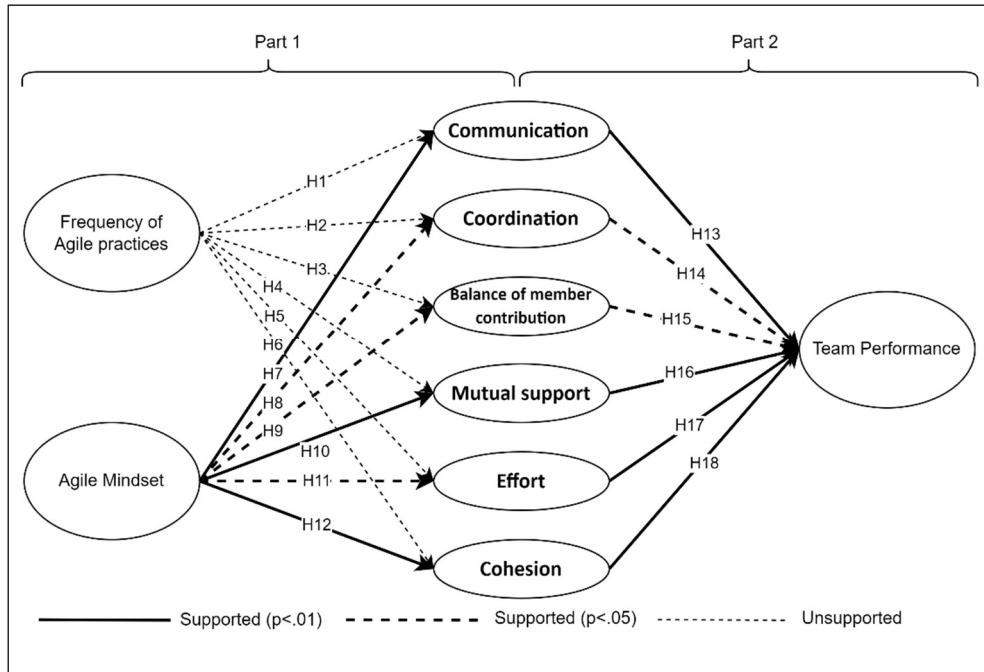 Part 1
Part 2
Communication
Frequency of
Agile practices
H1
H2
Coordination
H3
H4
H5
H6
H7
H8
H9
Balance of member
contribution
H13
H14
H15
Team Performance
Mutual support
H16
H10
H17
Agile Mindset
H11
Effort
H18
H12
Cohesion
Supported (p<.01)
Supported (p<.05)
Unsupported